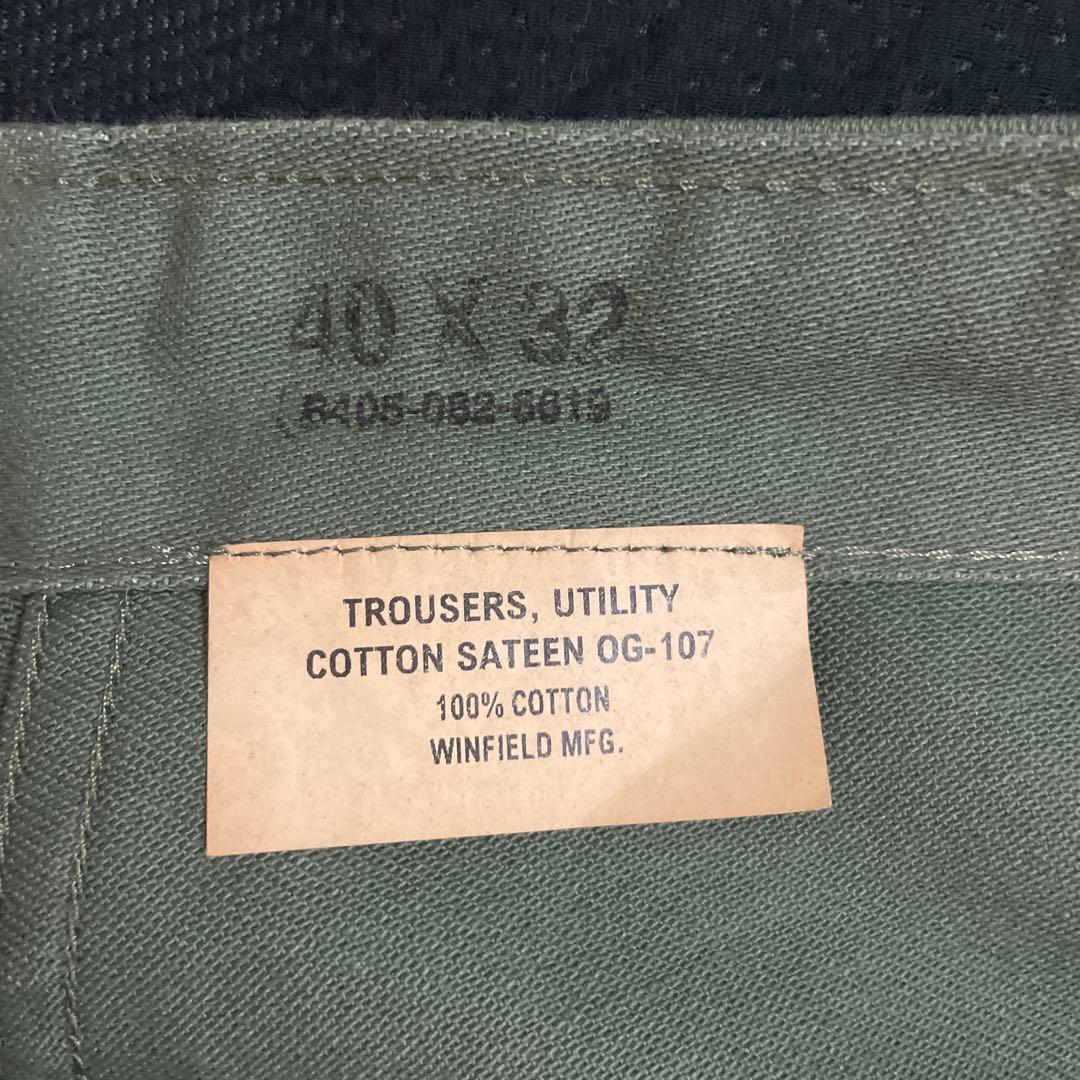 40 X 32
8405-082-6619
TROUSERS, UTILITY
COTTON SATEEN OG-107
100% COTTON
WINFIELD MFG.